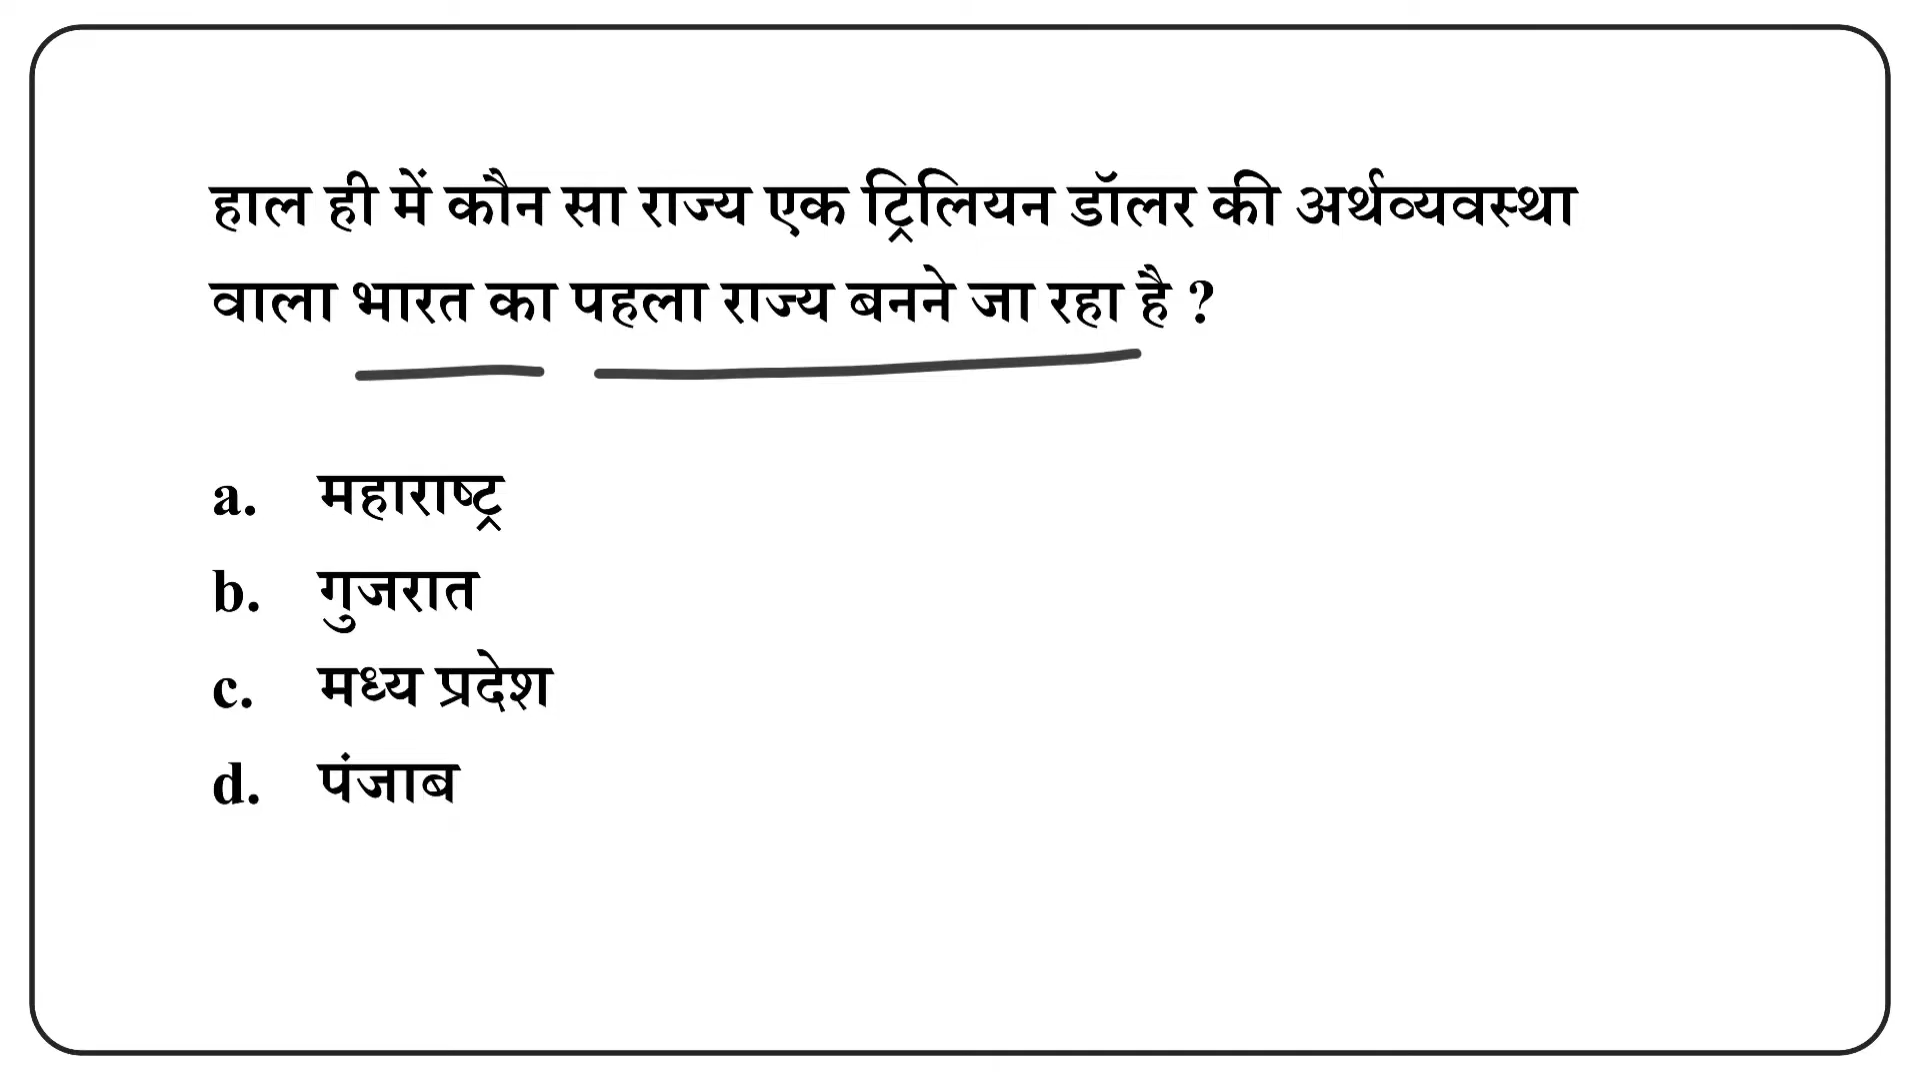 हाल ही में कौन सा राज्य एक ट्रिलियन डॉलर की अर्थव्यवस्था
वाला भारत का पहला राज्य बनने जा रहा है ?
a. महाराष्ट्र
b. गुजरात
c. मध्य प्रदेश
d. पंजाब